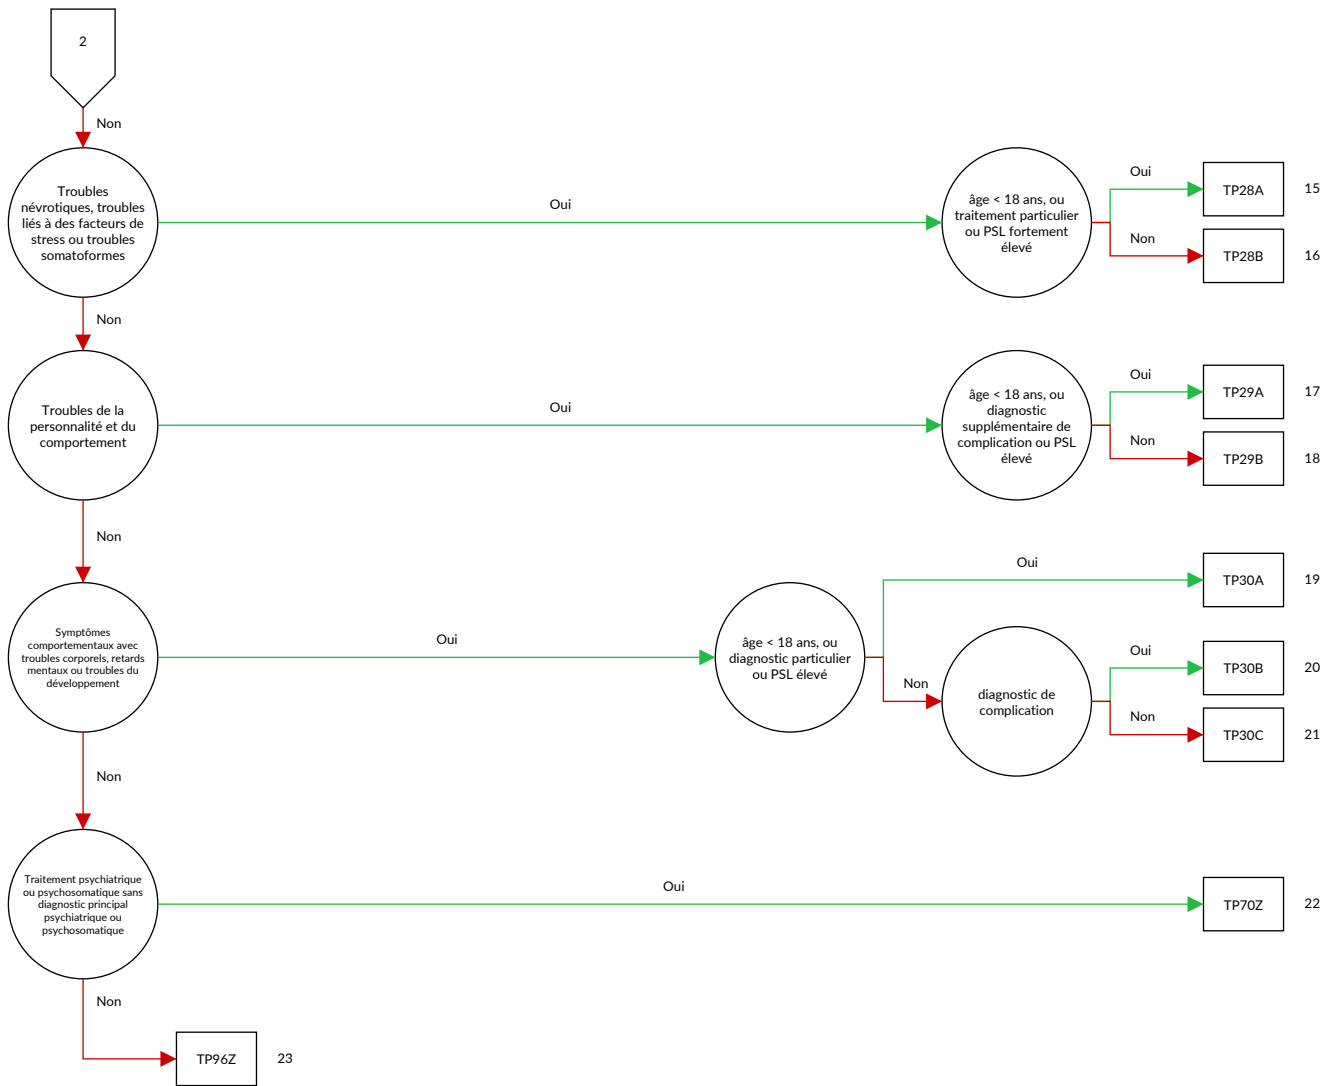 2
Non
Troubles
névrotiques, troubles
liés à des facteurs de
stress ou troubles
somatoformes
Oui
âge < 18 ans, ou
traitement particulier
ou PSL fortement
élevé
Oui
TP28A
15
Non
TP28B
16
Non
Troubles de la
personnalité et du
comportement
Oui
âge < 18 ans, ou
diagnostic
supplémentaire de
complication ou PSL
élevé
Oui
TP29A
17
Non
TP29B
18
Non
Symptômes
comportementaux avec
troubles corporels, retards
mentaux ou troubles du
développement
Oui
âge < 18 ans, ou
diagnostic particulier
ou PSL élevé
Oui
TP30A
19
Non
diagnostic de
complication
Oui
TP30B
20
Non
TP30C
21
Non
Traitement psychiatrique
ou psychosomatique sans
diagnostic principal
psychiatrique ou
psychosomatique
Oui
TP70Z
22
Non
TP96Z
23